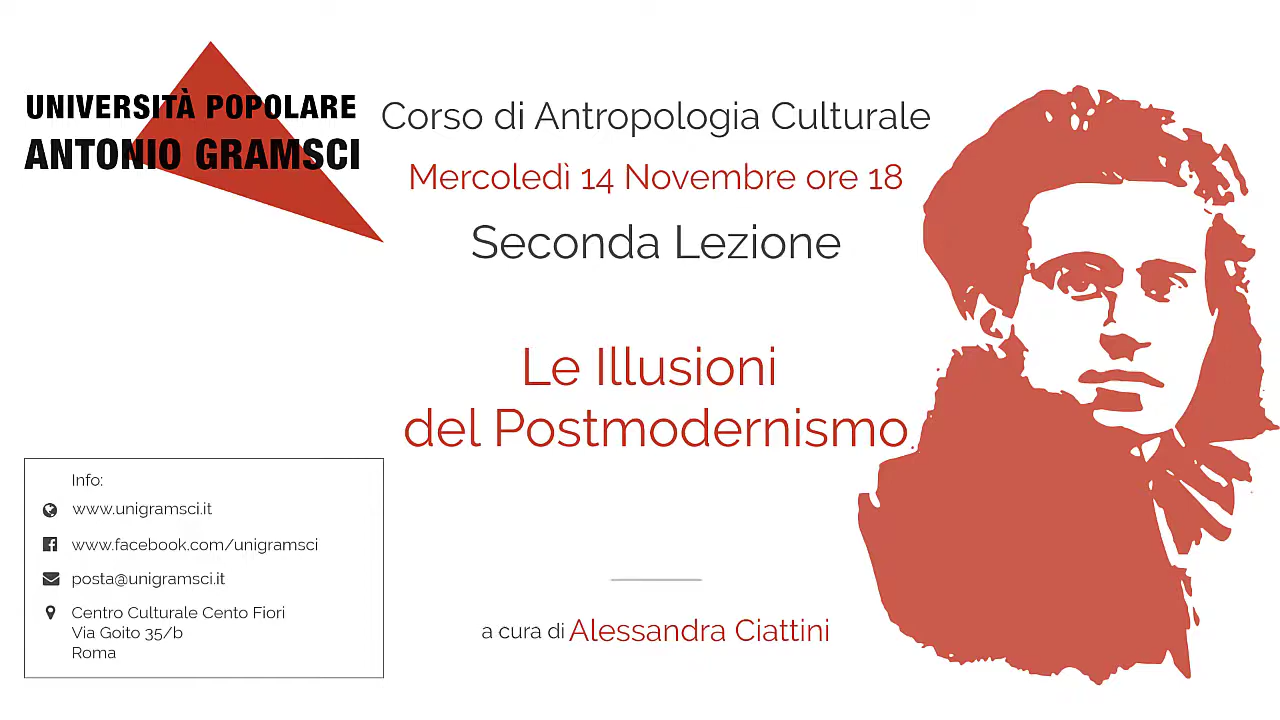 UNIVERSITÀ POPOLARE
ANTONIO GRAMSCI
Corso di Antropologia Culturale
Mercoledì 14 Novembre ore 18
Seconda Lezione
Le Illusioni
del Postmodernismo
a cura di Alessandra Ciattini
Info:
www.unigramsci.it
www.facebook.com/unigramsci
posta@unigramsci.it
Centro Culturale Cento Fiori
Via Goito 35/b
Roma